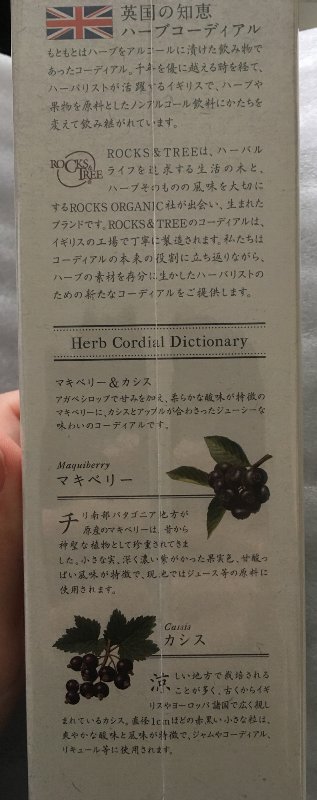 英国の知恵
ハーブコーディアル
もともとはハーブをアルコールに漬けた飲み物で
あったコーディアル。千年を優に越える時を経て、
ハーバリストが活躍するイギリスで、ハーブや
果物を原料としたノンアルコール飲料にかたちを
変えて飲み継がれています。
ROCKS & TREE
ROCKS&TREEは、ハーバル
ライフを追求する生活の木と、
ハーブそのものの風味を大切に
するROCKS ORGANIC社が出会い、生まれた
ブランドです。ROCKS&TREEのコーディアルは、
イギリスの工場で丁寧に製造されます。私たちは
コーディアルの本来の役割に立ち返りながら、
ハーブの素材を存分に生かしたハーバリストの
ための新たなコーディアルをご提供します。
Herb Cordial Dictionary
マキベリー&カシス
アガベシロップで甘みを加え、柔らかな酸味が特徴の
マキベリーに、カシスとアップルが合わさったジューシーな
味わいのコーディアルです。
Maquiberry
マキベリー
チリ南部パタゴニア地方が
原産のマキベリーは、昔から
神聖な植物として珍重されてきま
した。小さな実、深く濃い紫がかった果実色、甘酸っ
ぱい風味が特徴で、現地ではジュース等の原料に
使用されます。
Cassis
カシス
涼しい地方で栽培される
ことが多く、古くからイギ
リスやヨーロッパ諸国で広く親し
まれているカシス。直径1cmほどの赤黒い小さな粒は、
爽やかな酸味と風味が特徴で、ジャムやコーディアル、
リキュール等に使用されます。